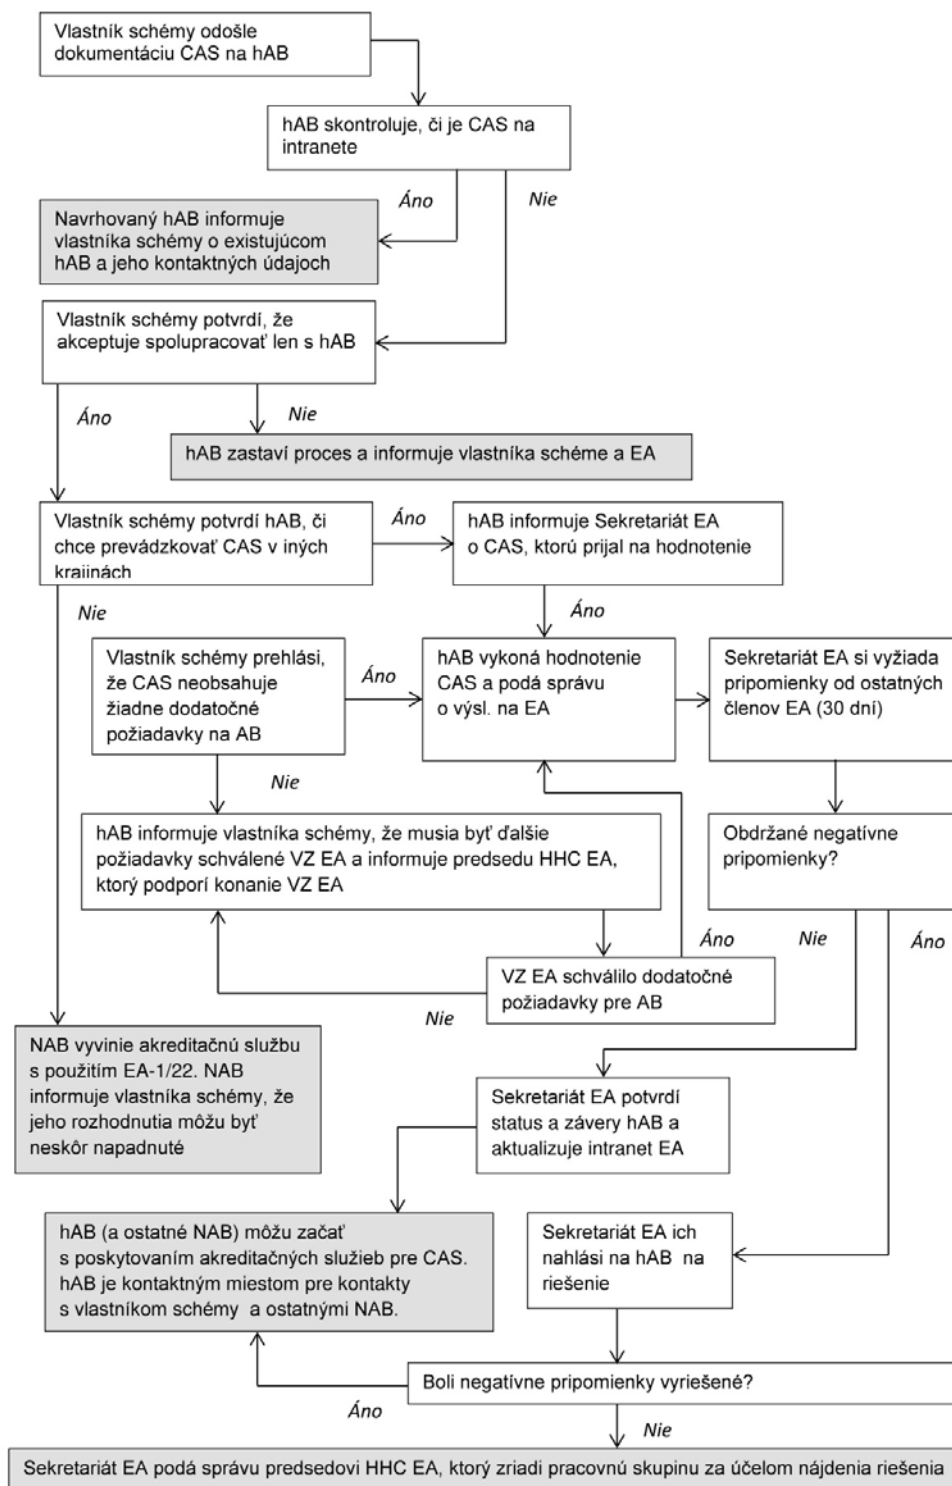 Vlastník schémy odošle
dokumentáciu CAS na hAB
hAB skontroluje, či je CAS na
intranete
Áno
Nie
Navrhovaný hAB informuje
vlastníka schémy o existujúcom
hAB a jeho kontaktných údajoch
Vlastník schémy potvrdí, že
akceptuje spolupracovať len s hAB
Áno
Nie
hAB zastaví proces a informuje vlastníka schéme a EA
Vlastník schémy potvrdí hAB, či
chce prevádzkovať CAS v iných
krajinách
Áno
hAB informuje Sekretariát EA
o CAS, ktorú prijal na hodnotenie
Nie
Áno
Vlastník schémy prehlási,
že CAS neobsahuje
žiadne dodatočné
požiadavky na AB
Áno
hAB vykoná hodnotenie
CAS a podá správu
o výsl. na EA
Sekretariát EA si vyžiada
pripomienky od ostatných
členov EA (30 dní)
Nie
hAB informuje vlastníka schémy, že musia byť ďalšie
požiadavky schválené VZ EA a informuje predsedu HHC EA,
ktorý podporí konanie VZ EA
Obdržané negatívne
pripomienky?
Áno
Nie
Áno
VZ EA schválilo dodatočné
požiadavky pre AB
Nie
NAB vyvinie akreditačnú službu
s použitím EA-1/22. NAB
informuje vlastníka schémy, že
jeho rozhodnutia môžu byť
neskôr napadnuté
Sekretariát EA potvrdí
status a závery hAB a
aktualizuje intranet EA
hAB (a ostatné NAB) môžu začať
s poskytovaním akreditačných služieb pre CAS.
hAB je kontaktným miestom pre kontakty
s vlastníkom schémy a ostatnými NAB.
Sekretariát EA ich
nahlási na hAB na
riešenie
Boli negatívne pripomienky vyriešené?
Áno
Nie
Sekretariát EA podá správu predsedovi HHC EA, ktorý zriadi pracovnú skupinu za účelom nájdenia riešenia